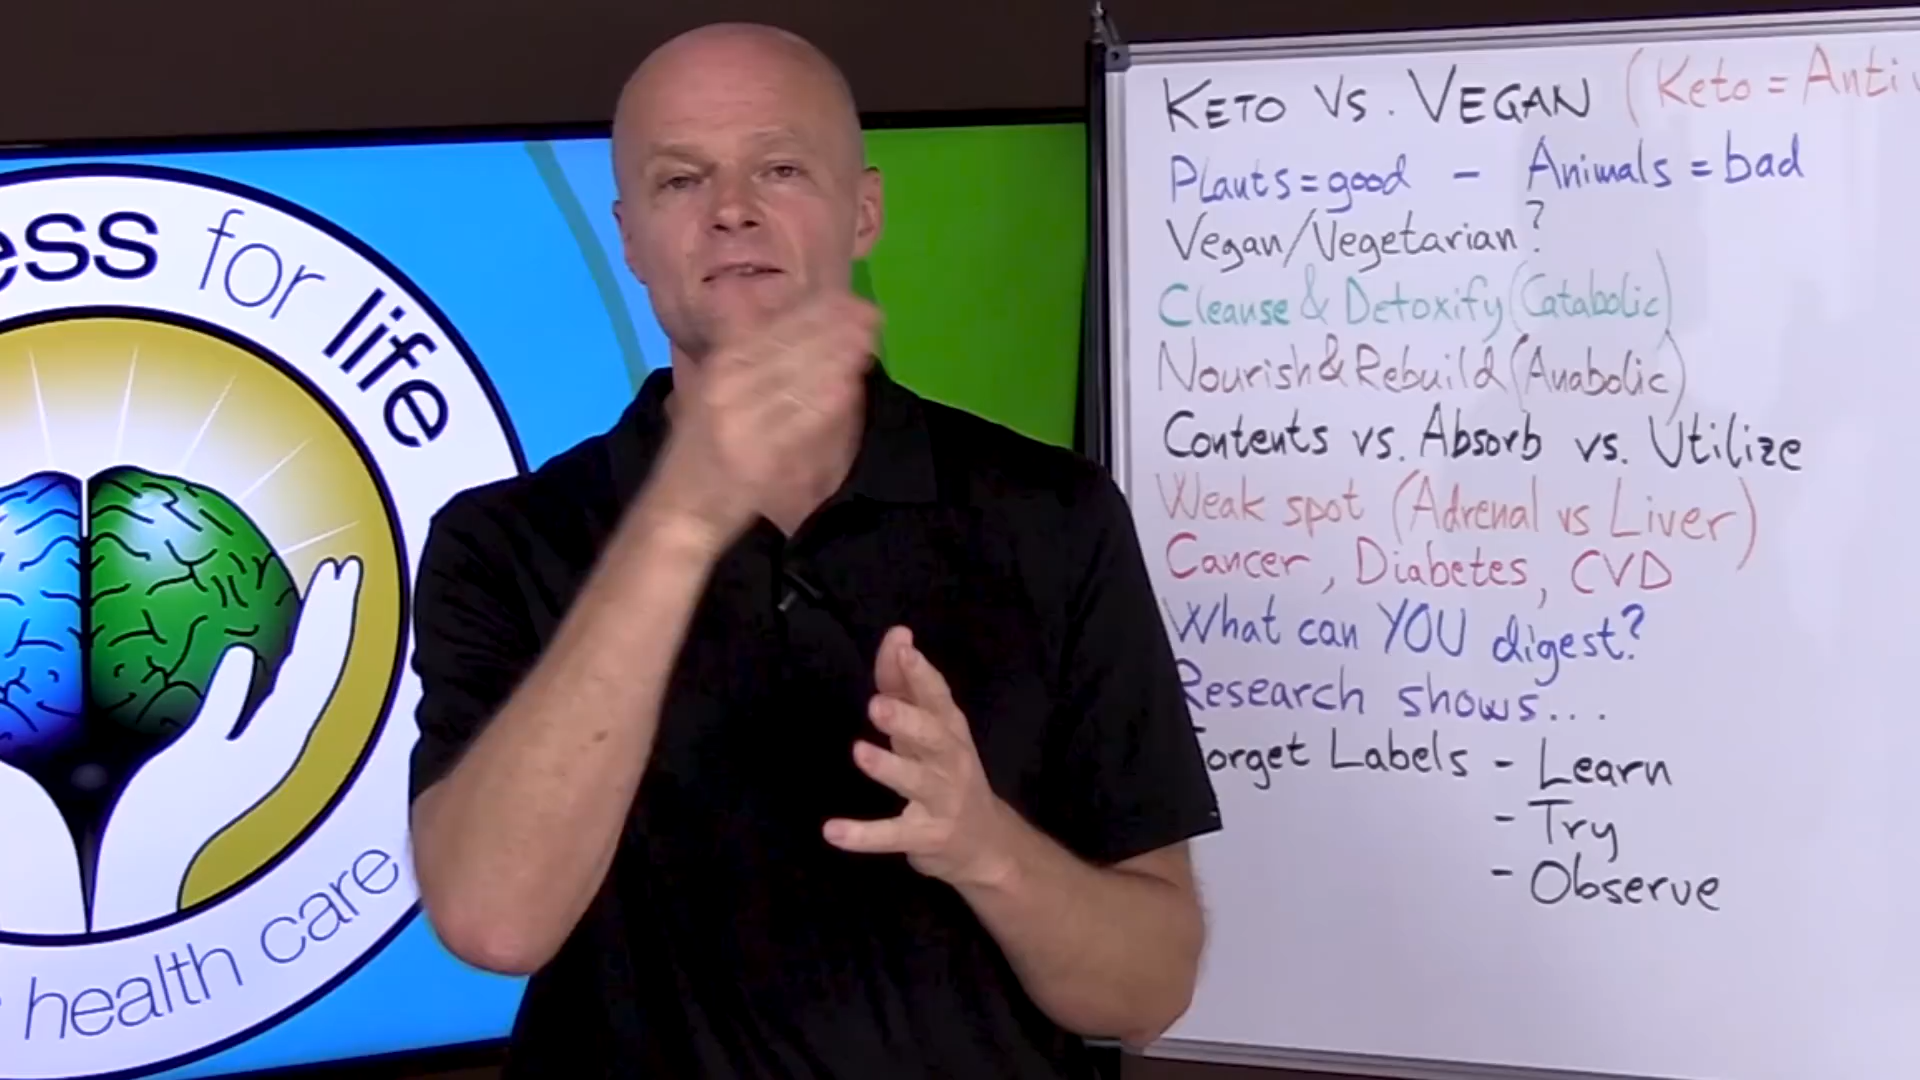 ess for life
health care
KETO VS. VEGAN (Keto = Anti
Plants = good - Animals = bad
Vegan/Vegetarian?
Cleanse & Detoxify (Catabolic)
Nourish & Rebuild (Anabolic)
Contents vs. Absorb vs. Utilize
Weak spot (Adrenal vs Liver)
Cancer, Diabetes, CVD
What can YOU digest?
Research shows...
Forget Labels - Learn
- Try
- Observe